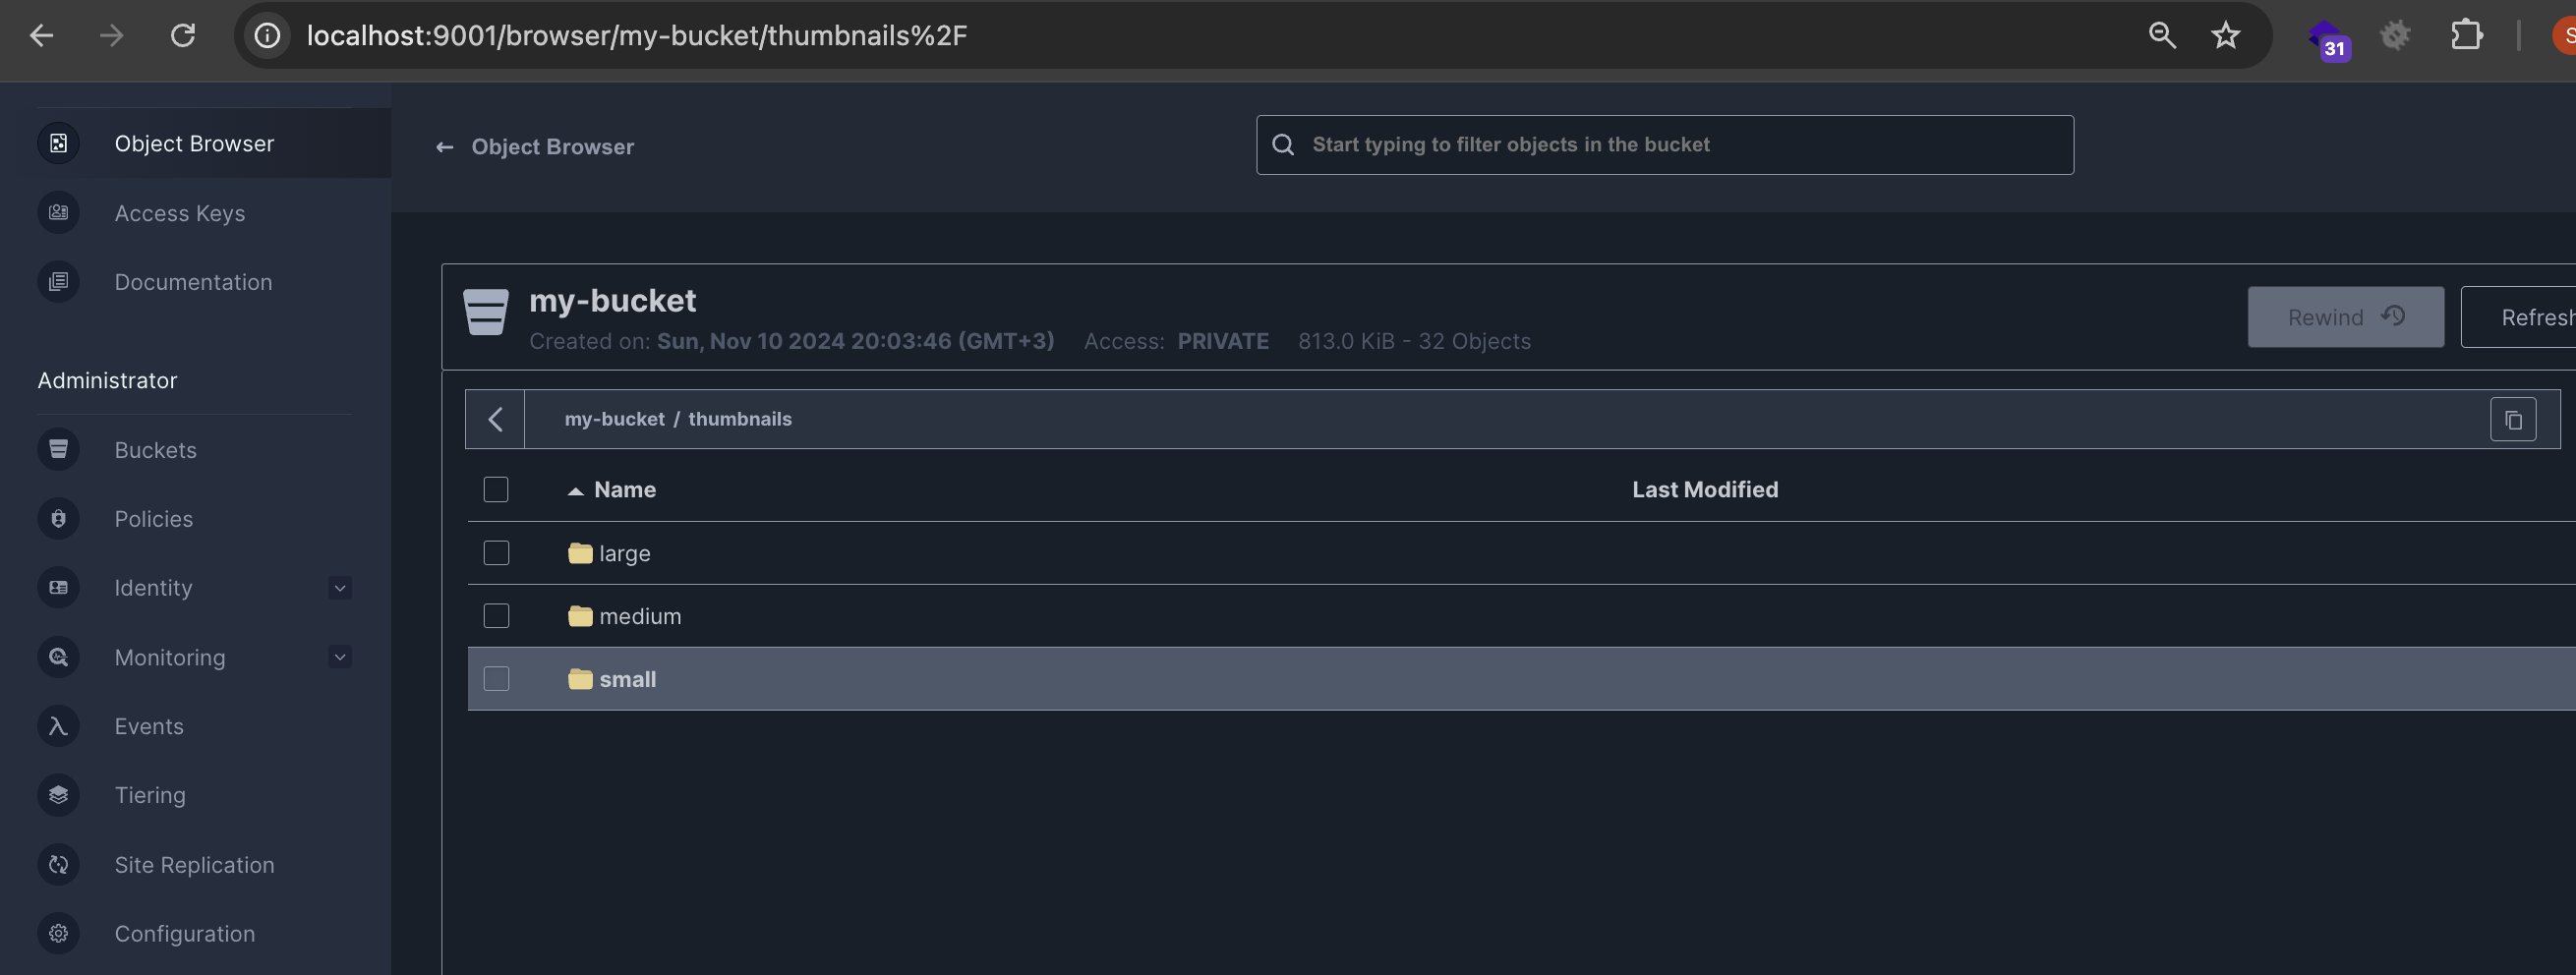 localhost:9001/browser/my-bucket/thumbnails%2F
31
S
Object Browser
Access Keys
Documentation
Administrator
Buckets
Policies
Identity
Monitoring
Events
Tiering
Site Replication
Configuration
Object Browser
Start typing to filter objects in the bucket
my-bucket
Created on: Sun, Nov 10 2024 20:03:46 (GMT+3) Access: PRIVATE 813.0 KiB - 32 Objects
Rewind
Refresh
my-bucket / thumbnails
Name Last Modified
large
medium
small